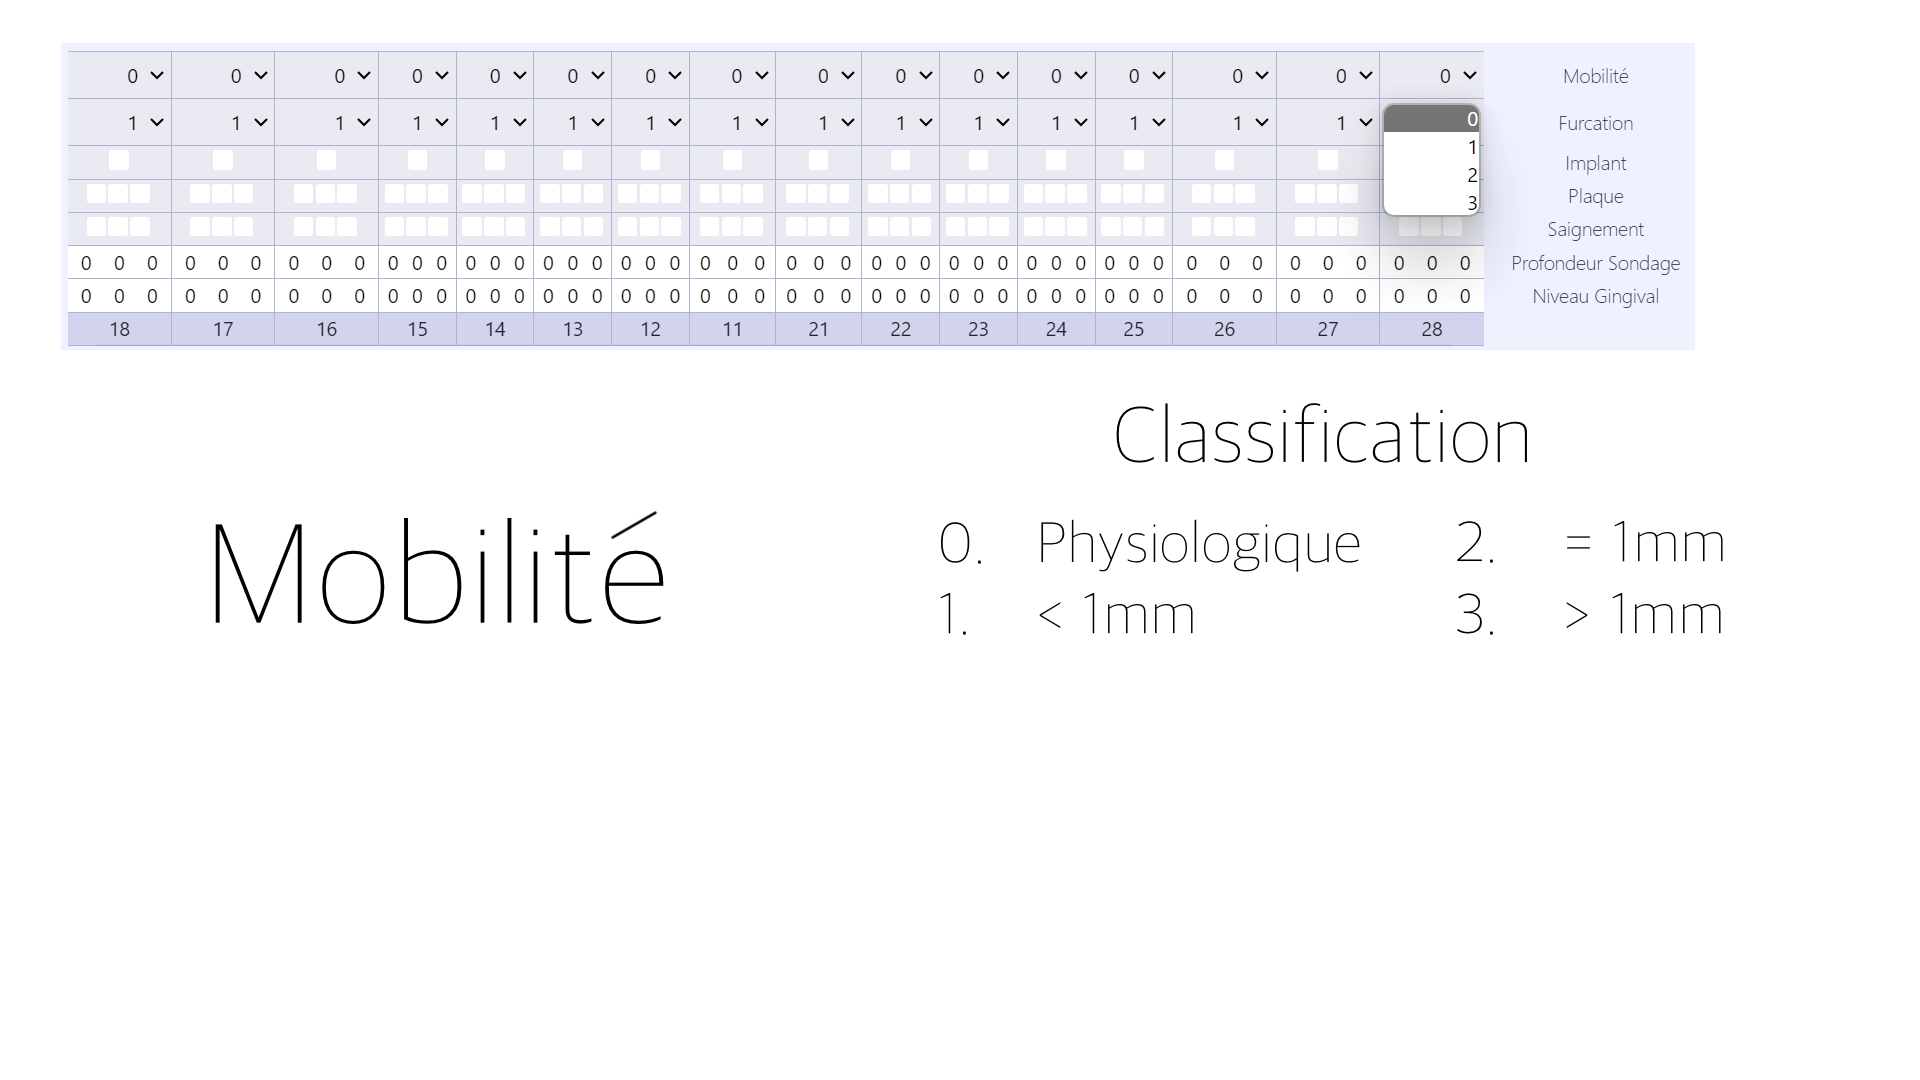 0 0 0 0 0 0 0 0 0 0 0 0 0 0 0 0 Mobilité
1 1 1 1 1 1 1 1 1 1 1 1 1 1 1 Furcation
0
1
2
3
Implant
Plaque
Saignement
0 0 0 0 0 0 0 0 0 0 0 0 0 0 0 0 0 0 0 0 0 0 0 0 0 0 0 0 0 0 0 0 0 0 0 0 0 0 0 0 0 0 0 0 0 0 0 0 Profondeur Sondage
0 0 0 0 0 0 0 0 0 0 0 0 0 0 0 0 0 0 0 0 0 0 0 0 0 0 0 0 0 0 0 0 0 0 0 0 0 0 0 0 0 0 0 0 0 0 0 0 Niveau Gingival
18 17 16 15 14 13 12 11 21 22 23 24 25 26 27 28
Mobilité
Classification
0. Physiologique
1. < 1mm
2. = 1mm
3. > 1mm